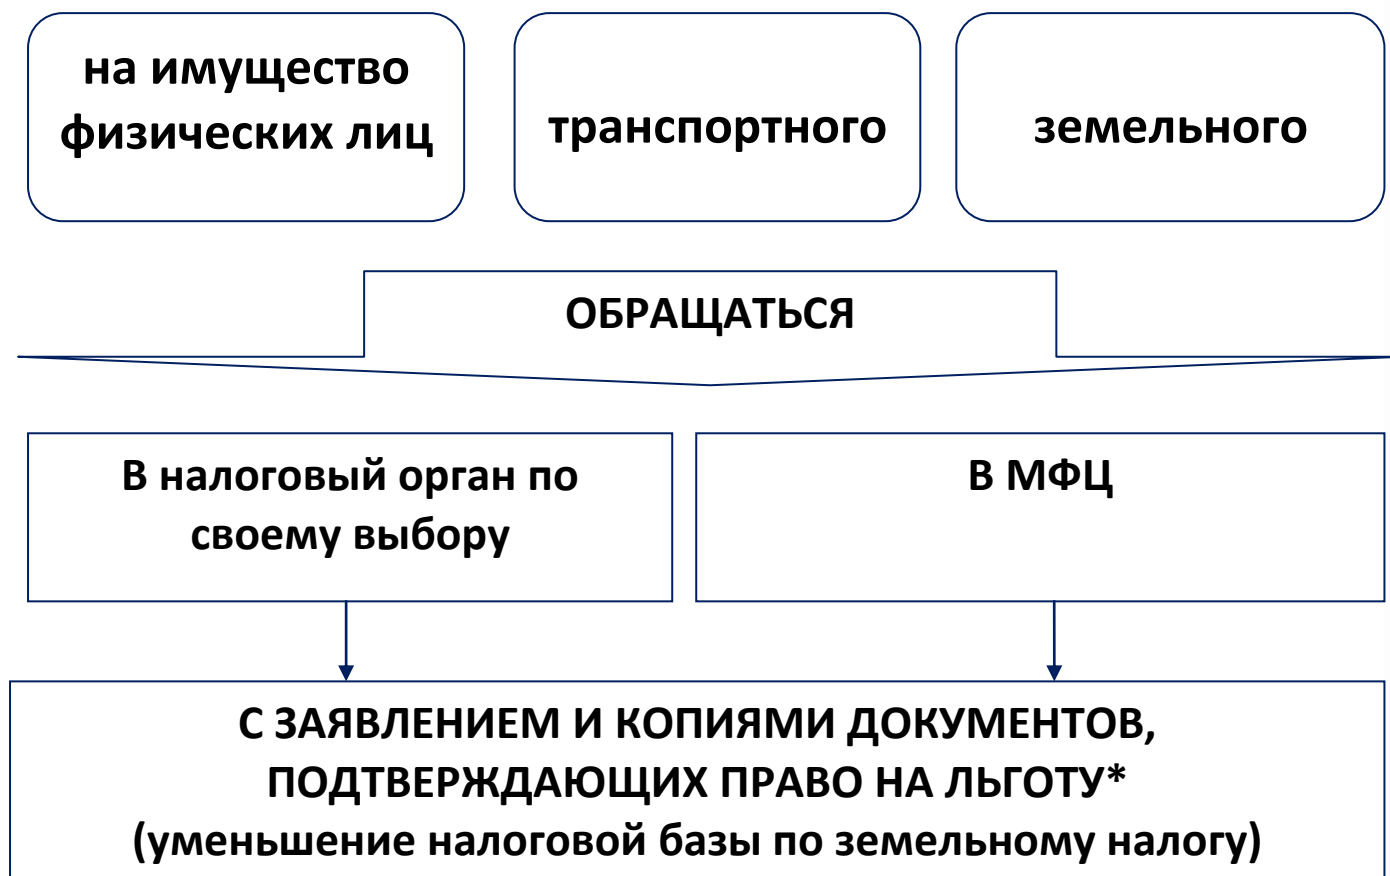 на имущество
физических лиц
транспортного
земельного
ОБРАЩАТЬСЯ
В налоговый орган по
своему выбору
В МФЦ
С ЗАЯВЛЕНИЕМ И КОПИЯМИ ДОКУМЕНТОВ,
ПОДТВЕРЖДАЮЩИХ ПРАВО НА ЛЬГОТУ*
(уменьшение налоговой базы по земельному налогу)